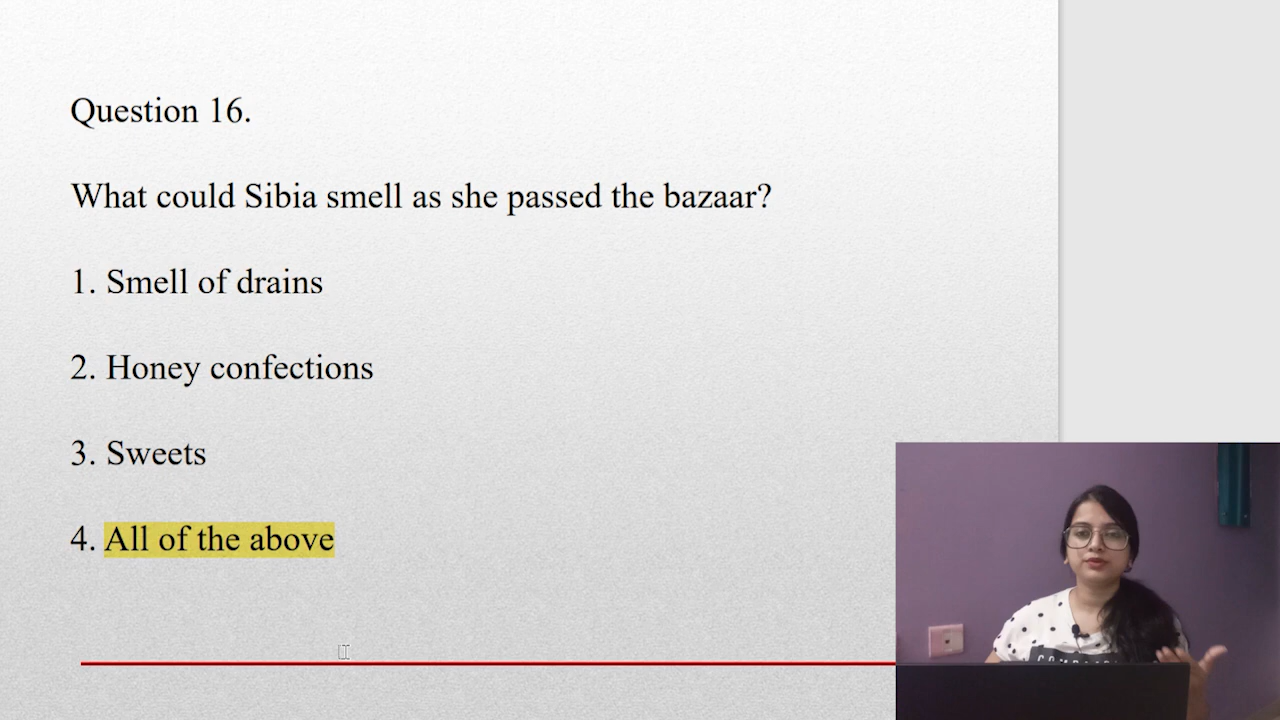 Question 16.
What could Sibia smell as she passed the bazaar?
1. Smell of drains
2. Honey confections
3. Sweets
4. All of the above